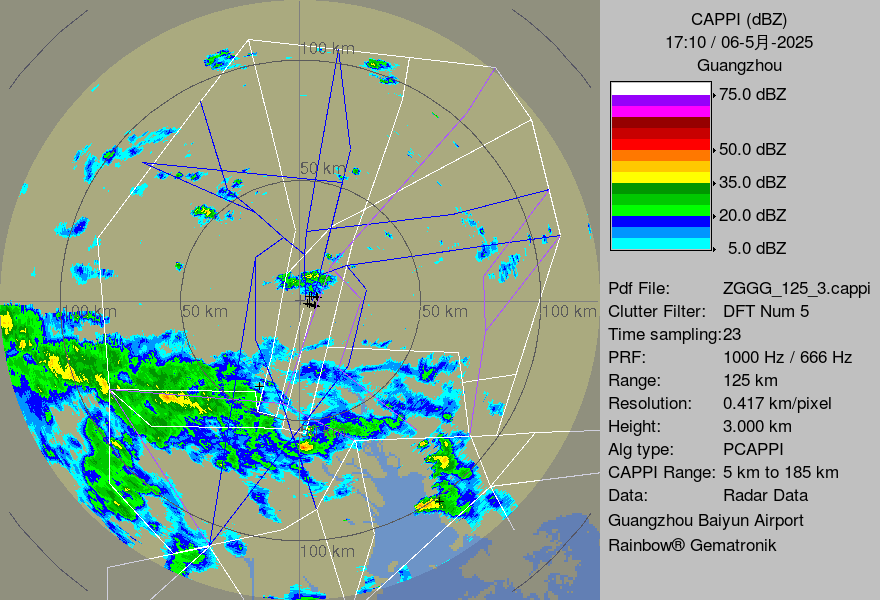 CAPPI (dBZ)
17:10 / 06-5月-2025
Guangzhou
75.0 dBZ
50.0 dBZ
35.0 dBZ
20.0 dBZ
5.0 dBZ
Pdf File: ZGGG_125_3.cappi
Clutter Filter: DFT Num 5
Time sampling:23
PRF: 1000 Hz / 666 Hz
Range: 125 km
Resolution: 0.417 km/pixel
Height: 3.000 km
Alg type: PCAPPI
CAPPI Range: 5 km to 185 km
Data: Radar Data
Guangzhou Baiyun Airport
Rainbow® Gematronik
100 km
50 km
100 km
50 km
50 km
100 km
100 km